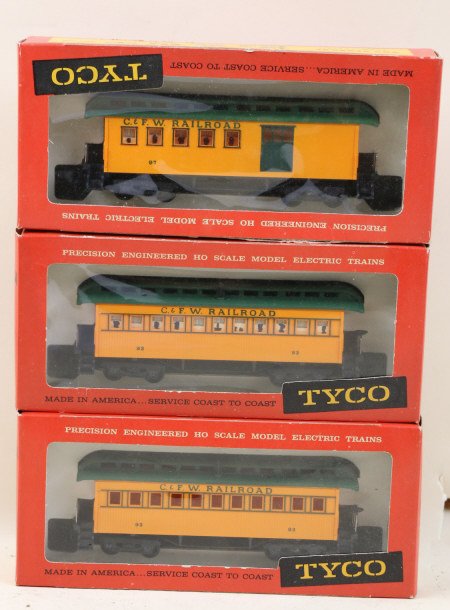 TYCO
MADE IN AMERICA...SERVICE COAST TO COAST
C.&F.W. RAILROAD
97
PRECISION ENGINEERED HO SCALE MODEL ELECTRIC TRAINS
PRECISION ENGINEERED HO SCALE MODEL ELECTRIC TRAINS
C.&F.W. RAILROAD
93 93
MADE IN AMERICA...SERVICE COAST TO COAST
TYCO
PRECISION ENGINEERED HO SCALE MODEL ELECTRIC TRAINS
C&F.W. RAILROAD
93 93
MADE IN AMERICA...SERVICE COAST TO COAST
TYCO